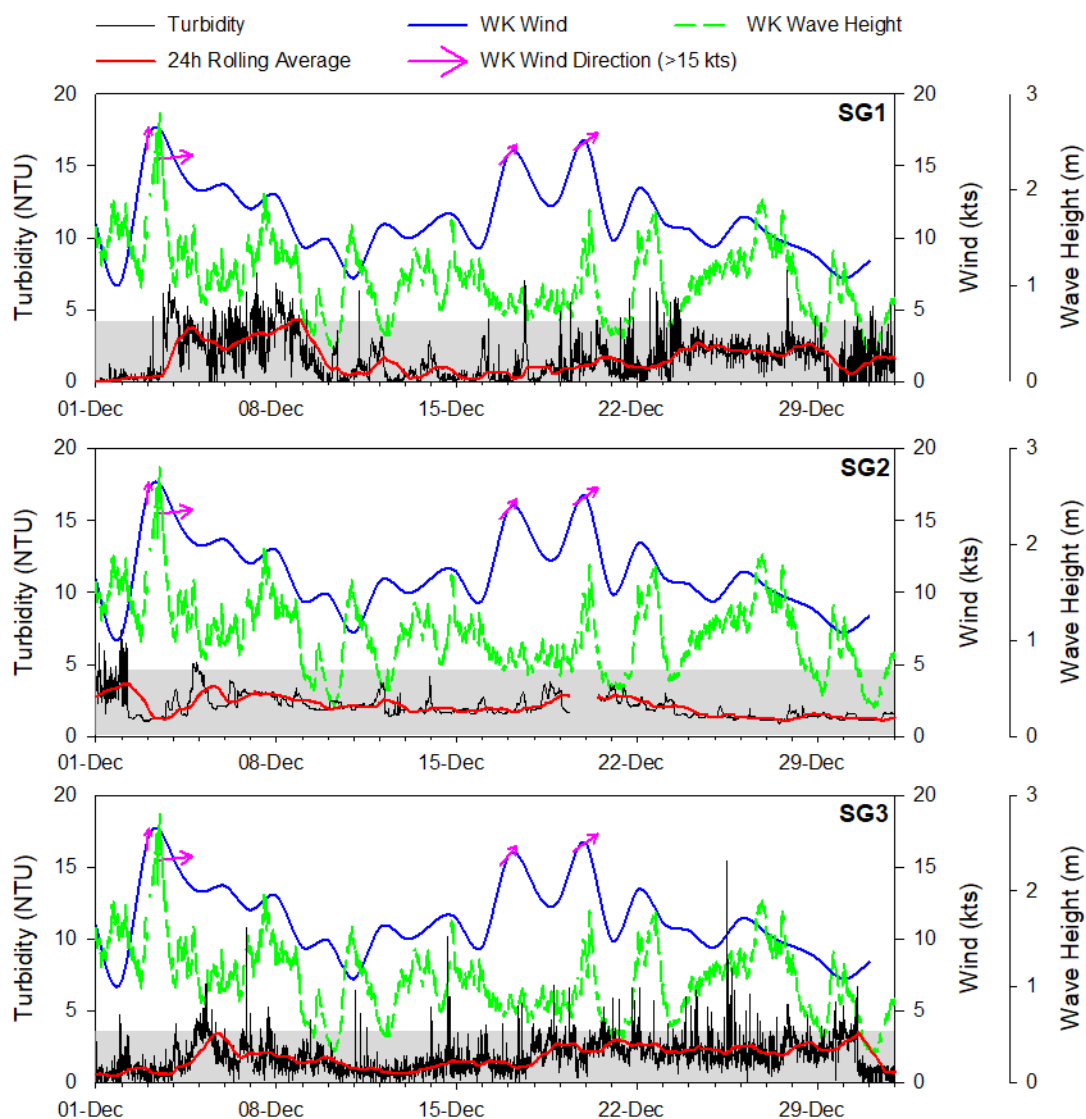 Turbidity WK Wind WK Wave Height
24h Rolling Average WK Wind Direction (>15 kts)
SG1
Turbidity (NTU)
20
15
10
5
0
20
15
10
5
0
Wind (kts)
3
2
1
0
Wave Height (m)
01-Dec 08-Dec 15-Dec 22-Dec 29-Dec
SG2
Turbidity (NTU)
20
15
10
5
0
20
15
10
5
0
Wind (kts)
3
2
1
0
Wave Height (m)
01-Dec 08-Dec 15-Dec 22-Dec 29-Dec
SG3
Turbidity (NTU)
20
15
10
5
0
20
15
10
5
0
Wind (kts)
3
2
1
0
Wave Height (m)
01-Dec 08-Dec 15-Dec 22-Dec 29-Dec